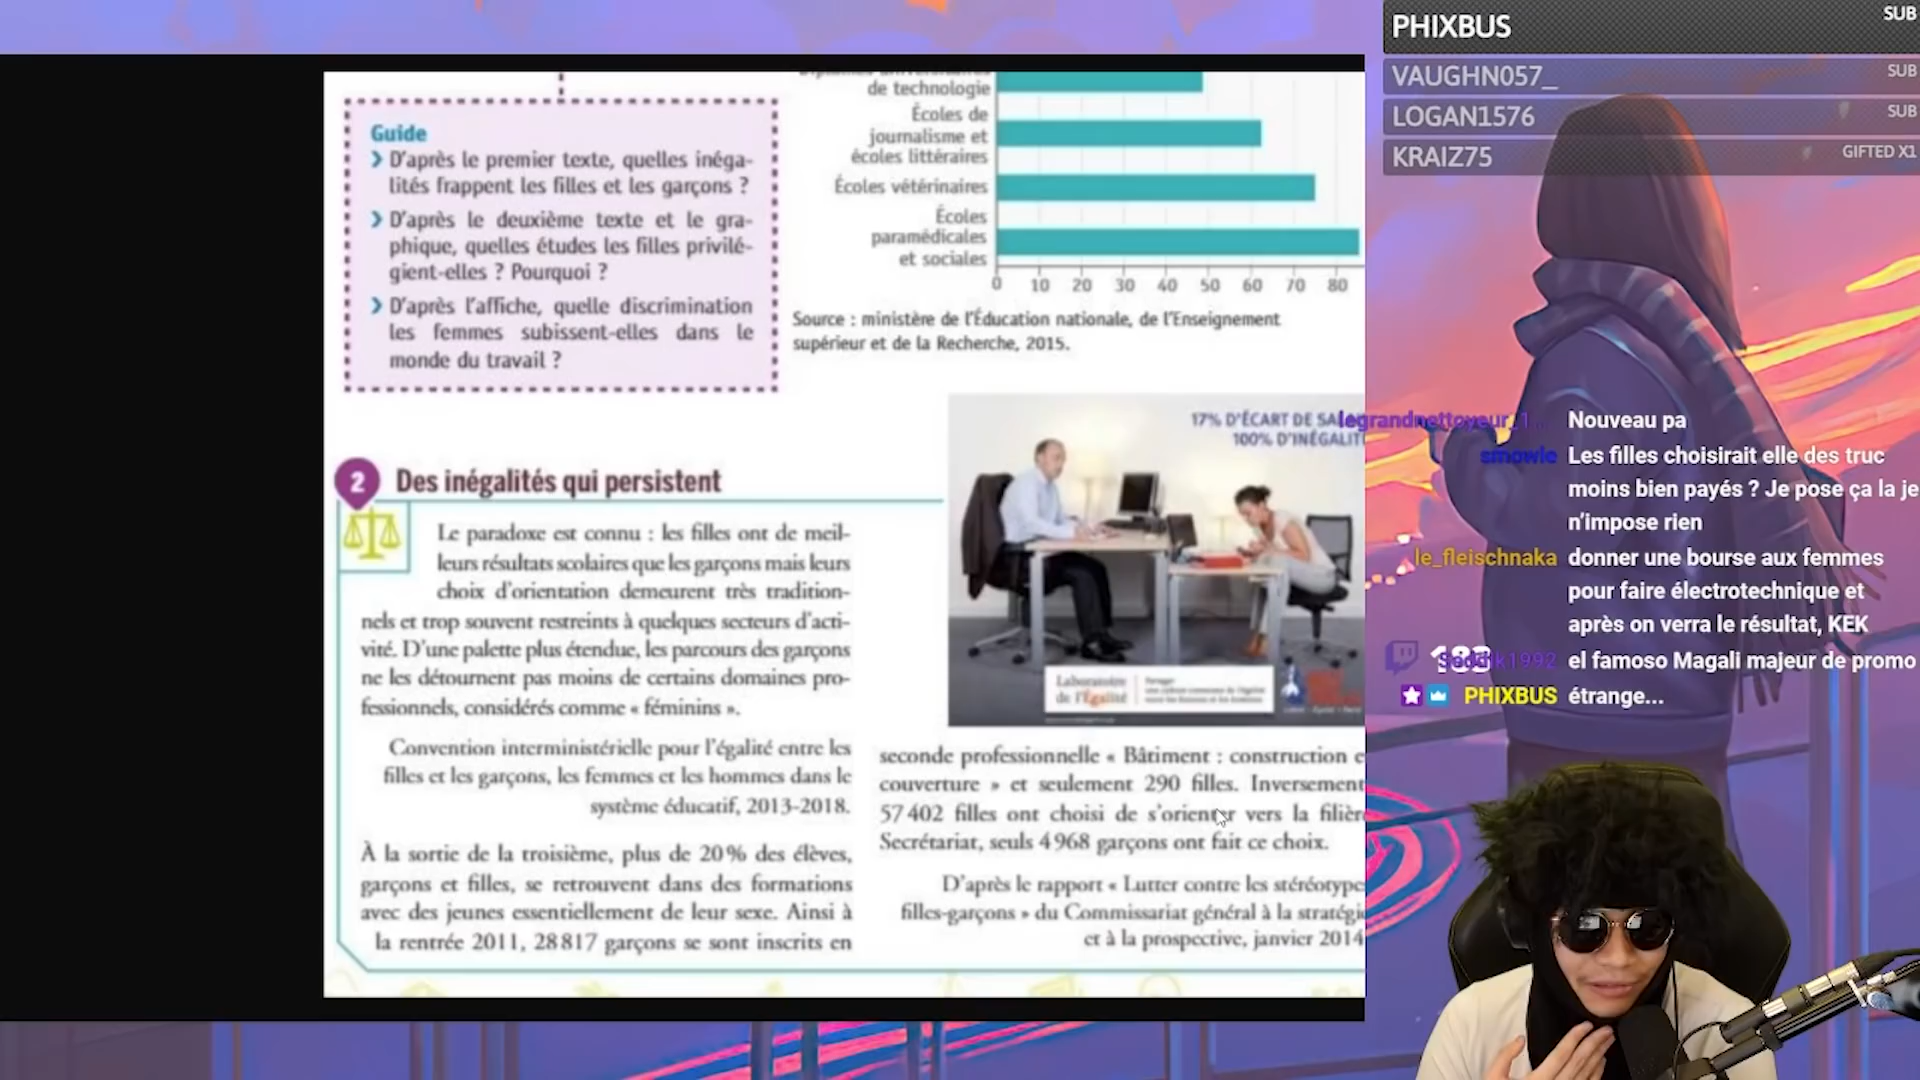 de technologie
Écoles de
journalisme et
écoles littéraires
Écoles vétérinaires
Écoles
paramédicales
et sociales
0 10 20 30 40 50 60 70 80
Source : ministère de l'Éducation nationale, de l'Enseignement
supérieur et de la Recherche, 2015.
Guide
D'après le premier texte, quelles inéga-
lités frappent les filles et les garçons ?
D'après le deuxième texte et le gra-
phique, quelles études les filles privilé-
gient-elles ? Pourquoi ?
D'après l'affiche, quelle discrimination
les femmes subissent-elles dans le
monde du travail ?
17% D'ÉCART DE SA
100% D'INÉGALIT
Laboratoire
de l'Égalité
2 Des inégalités qui persistent
Le paradoxe est connu : les filles ont de meil-
leurs résultats scolaires que les garçons mais leurs
choix d'orientation demeurent très tradition-
nels et trop souvent restreints à quelques secteurs d'acti-
vité. D'une palette plus étendue, les parcours des garçons
ne les détournent pas moins de certains domaines pro-
fessionnels, considérés comme « féminins ».
Convention interministérielle pour l'égalité entre les
filles et les garçons, les femmes et les hommes dans le
système éducatif, 2013-2018.
À la sortie de la troisième, plus de 20% des élèves,
garçons et filles, se retrouvent dans des formations
avec des jeunes essentiellement de leur sexe. Ainsi à
la rentrée 2011, 28 817 garçons se sont inscrits en
seconde professionnelle « Bâtiment : construction e
couverture » et seulement 290 filles. Inversement
57 402 filles ont choisi de s'orienter vers la filièr
Secrétariat, seuls 4 968 garçons ont fait ce choix.
D'après le rapport « Lutter contre les stéréotype
filles-garçons » du Commissariat général à la stratégi
et à la prospective, janvier 2014
PHIXBUS SUB
VAUGHN057_ SUB
LOGAN1576 SUB
KRAIZ75 GIFTED X1
legrandnettoyeur_1 Nouveau pa
smowle Les filles choisirait elle des truc
moins bien payés ? Je pose ça la je
n'impose rien
le_fleischnaka donner une bourse aux femmes
pour faire électrotechnique et
après on verra le résultat, KEK
el famoso Magali majeur de promo
PHIXBUS étrange...